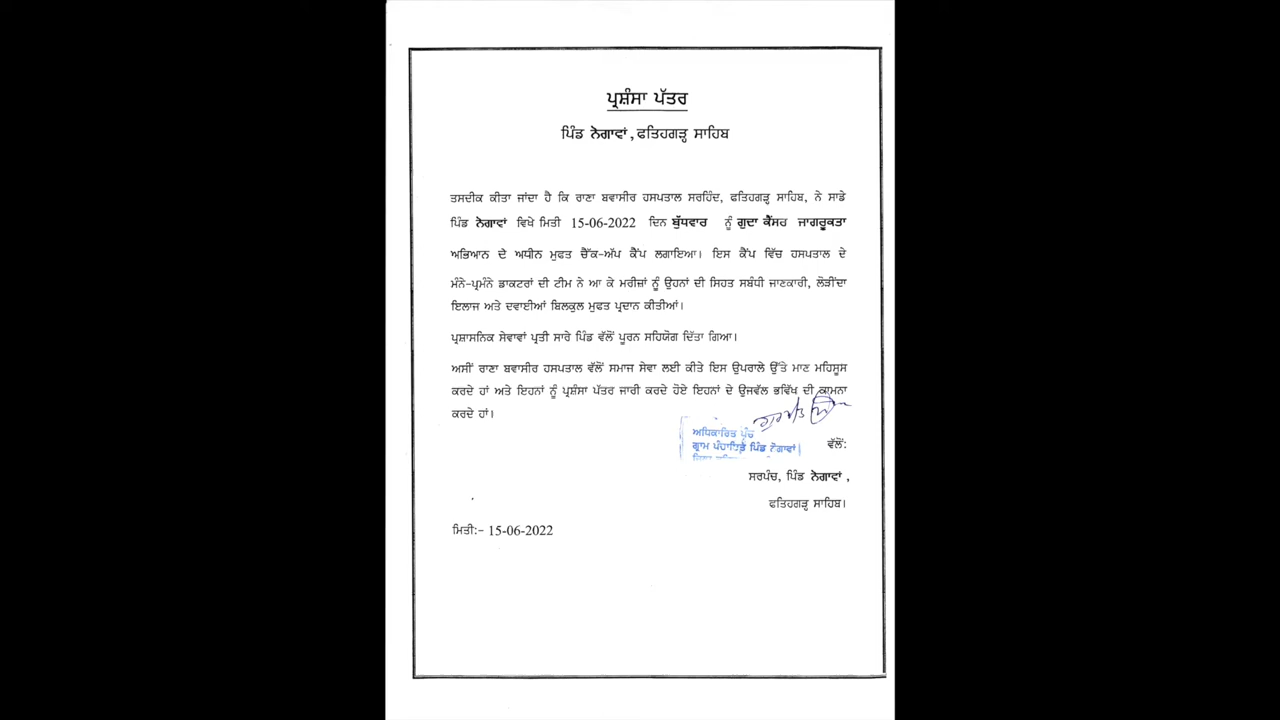 ਪ੍ਰਸ਼ੰਸਾ ਪੱਤਰ
ਪਿੰਡ ਨੋਗਾਵਾਂ , ਫਤਿਹਗੜ੍ਹ ਸਾਹਿਬ
ਤਸਦੀਕ ਕੀਤਾ ਜਾਂਦਾ ਹੈ ਕਿ ਰਾਣਾ ਬਵਾਸੀਰ ਹਸਪਤਾਲ ਸਰਹਿੰਦ, ਫਤਿਹਗੜ੍ਹ ਸਾਹਿਬ, ਨੇ ਸਾਡੇ
ਪਿੰਡ ਨੋਗਾਵਾਂ ਵਿਖੇ ਮਿਤੀ 15-06-2022 ਦਿਨ ਬੁੱਧਵਾਰ ਨੂੰ ਗੁਦਾ ਕੈਂਸਰ ਜਾਗਰੂਕਤਾ
ਅਭਿਆਨ ਦੇ ਅਧੀਨ ਮੁਫਤ ਚੈੱਕ-ਅੱਪ ਕੈਂਪ ਲਗਾਇਆ। ਇਸ ਕੈਂਪ ਵਿੱਚ ਹਸਪਤਾਲ ਦੇ
ਮੰਨੇ-ਪ੍ਰਮੰਨੇ ਡਾਕਟਰਾਂ ਦੀ ਟੀਮ ਨੇ ਆ ਕੇ ਮਰੀਜ਼ਾਂ ਨੂੰ ਉਹਨਾਂ ਦੀ ਸਿਹਤ ਸਬੰਧੀ ਜਾਣਕਾਰੀ, ਲੋੜੀਂਦਾ
ਇਲਾਜ ਅਤੇ ਦਵਾਈਆਂ ਬਿਲਕੁਲ ਮੁਫਤ ਪ੍ਰਦਾਨ ਕੀਤੀਆਂ।
ਪ੍ਰਸ਼ਾਸਨਿਕ ਸੇਵਾਵਾਂ ਪ੍ਰਤੀ ਸਾਰੇ ਪਿੰਡ ਵੱਲੋਂ ਪੂਰਨ ਸਹਿਯੋਗ ਦਿੱਤਾ ਗਿਆ।
ਅਸੀਂ ਰਾਣਾ ਬਵਾਸੀਰ ਹਸਪਤਾਲ ਵੱਲੋਂ ਸਮਾਜ ਸੇਵਾ ਲਈ ਕੀਤੇ ਇਸ ਉਪਰਾਲੇ ਉੱਤੇ ਮਾਣ ਮਹਿਸੂਸ
ਕਰਦੇ ਹਾਂ ਅਤੇ ਇਹਨਾਂ ਨੂੰ ਪ੍ਰਸ਼ੰਸਾ ਪੱਤਰ ਜਾਰੀ ਕਰਦੇ ਹੋਏ ਇਹਨਾਂ ਦੇ ਉਜਵੱਲ ਭਵਿੱਖ ਦੀ ਕਾਮਨਾ
ਕਰਦੇ ਹਾਂ।
ਅਧਿਕਾਰਿਤ ਪੰਚ
ਗ੍ਰਾਮ ਪੰਚਾਇਤ ਪਿੰਡ ਨੌਗਾਵਾਂ
ਵੱਲੋਂ:
ਸਰਪੰਚ, ਪਿੰਡ ਨੋਗਾਵਾਂ ,
ਫਤਿਹਗੜ੍ਹ ਸਾਹਿਬ।
ਮਿਤੀ:- 15-06-2022